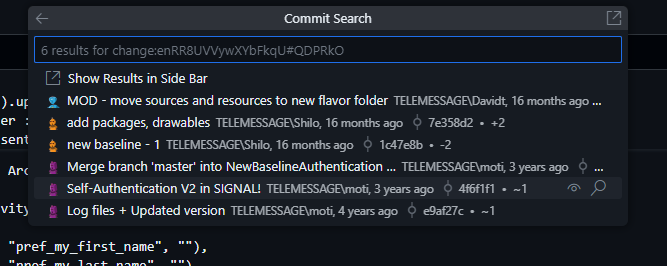 Commit Search
6 results for change:enRR8UVVywXYbFkqU#QDPRkO
Show Results in Side Bar
).up
MOD - move sources and resources to new flavor folder TELEMESSAGE\Davidt, 16 months ago ...
er :
add packages, drawables TELEMESSAGE\Shilo, 16 months ago 7e358d2 • +2
sent
new baseline - 1 TELEMESSAGE\Shilo, 16 months ago 1c47e8b • -2
Arc
Merge branch 'master' into NewBaselineAuthentication ... TELEMESSAGE\moti, 3 years ago ...
Self-Authentication V2 in SIGNAL! TELEMESSAGE\moti, 3 years ago 4f6f1f1 • ~1
vity
Log files + Updated version TELEMESSAGE\moti, 4 years ago e9af27c • ~1
"pref_my_first_name", ""),
"pref_my_last_name", "")